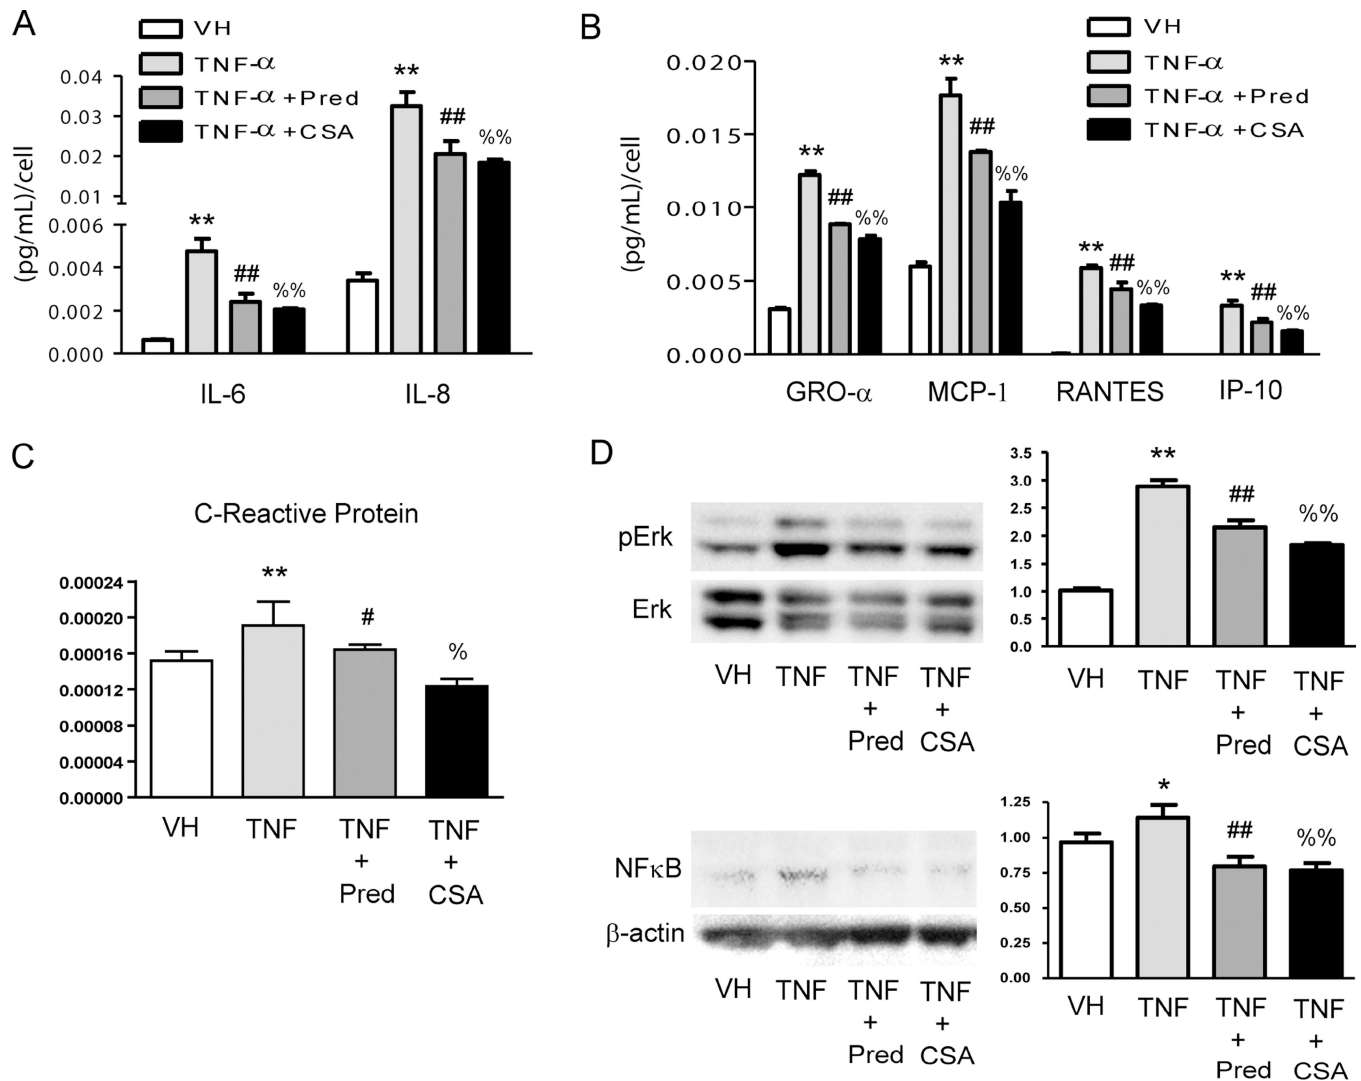 A
VH
TNF-α
TNF-α +Pred
TNF-α +CSA
(pg/mL)/cell
0.04
0.03
0.02
0.01
0.006
0.004
0.002
0.000
**
##
%%
**
##
%%
IL-6
IL-8
B
VH
TNF-α
TNF-α +Pred
TNF-α +CSA
(pg/mL)/cell
0.020
0.015
0.010
0.005
0.000
**
##
%%
**
##
%%
**
##
%%
**
##
%%
GRO-α
MCP-1
RANTES
IP-10
C
C-Reactive Protein
0.00024
0.00020
0.00016
0.00012
0.00008
0.00004
0.00000
**
#
%
VH
TNF
TNF
+
Pred
TNF
+
CSA
D
pErk
Erk
VH
TNF
TNF
+
Pred
TNF
+
CSA
3.5
3.0
2.5
2.0
1.5
1.0
0.5
0.0
**
##
%%
VH
TNF
TNF
+
Pred
TNF
+
CSA
NFκB
β-actin
VH
TNF
TNF
+
Pred
TNF
+
CSA
1.25
1.00
0.75
0.50
0.25
0.00
*
##
%%
VH
TNF
TNF
+
Pred
TNF
+
CSA